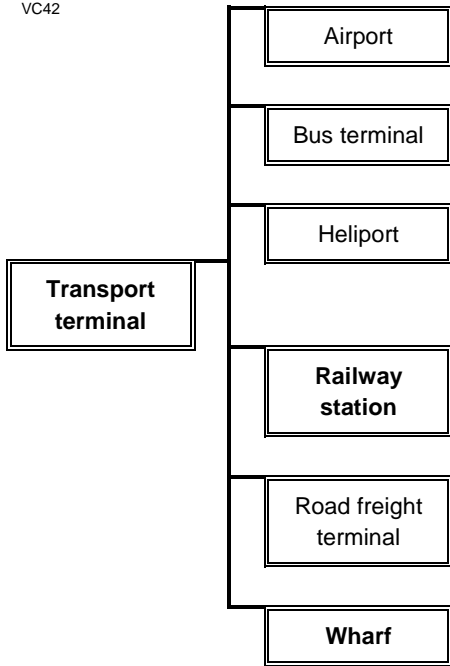 VC42
Airport
Bus terminal
Heliport
Transport
terminal
Railway
station
Road freight
terminal
Wharf